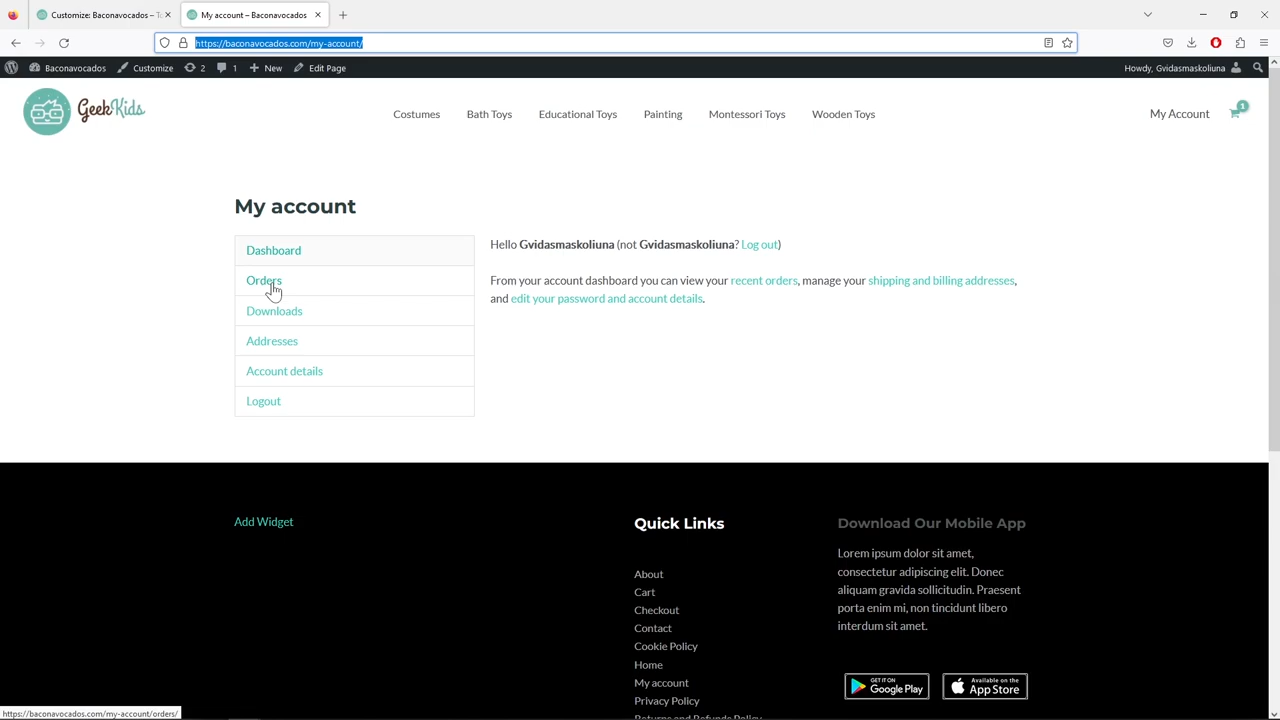 Customize: Baconavocados – To
My account – Baconavocados
https://baconavocados.com/my-account/
Baconavocados
Customize
2
1
New
Edit Page
Howdy, Gvidasmaskoliuna
GeekKids
Costumes
Bath Toys
Educational Toys
Painting
Montessori Toys
Wooden Toys
My Account
1
My account
Dashboard
Orders
Downloads
Addresses
Account details
Logout
Hello Gvidasmaskoliuna (not Gvidasmaskoliuna? Log out)
From your account dashboard you can view your recent orders, manage your shipping and billing addresses,
and edit your password and account details.
Add Widget
Quick Links
About
Cart
Checkout
Contact
Cookie Policy
Home
My account
Privacy Policy
Returns and Refunds Policy
Download Our Mobile App
Lorem ipsum dolor sit amet,
consectetur adipiscing elit. Donec
aliquam gravida sollicitudin. Praesent
porta enim mi, non tincidunt libero
interdum sit amet.
GET IT ON
Google Play
Available on the
App Store
https://baconavocados.com/my-account/orders/